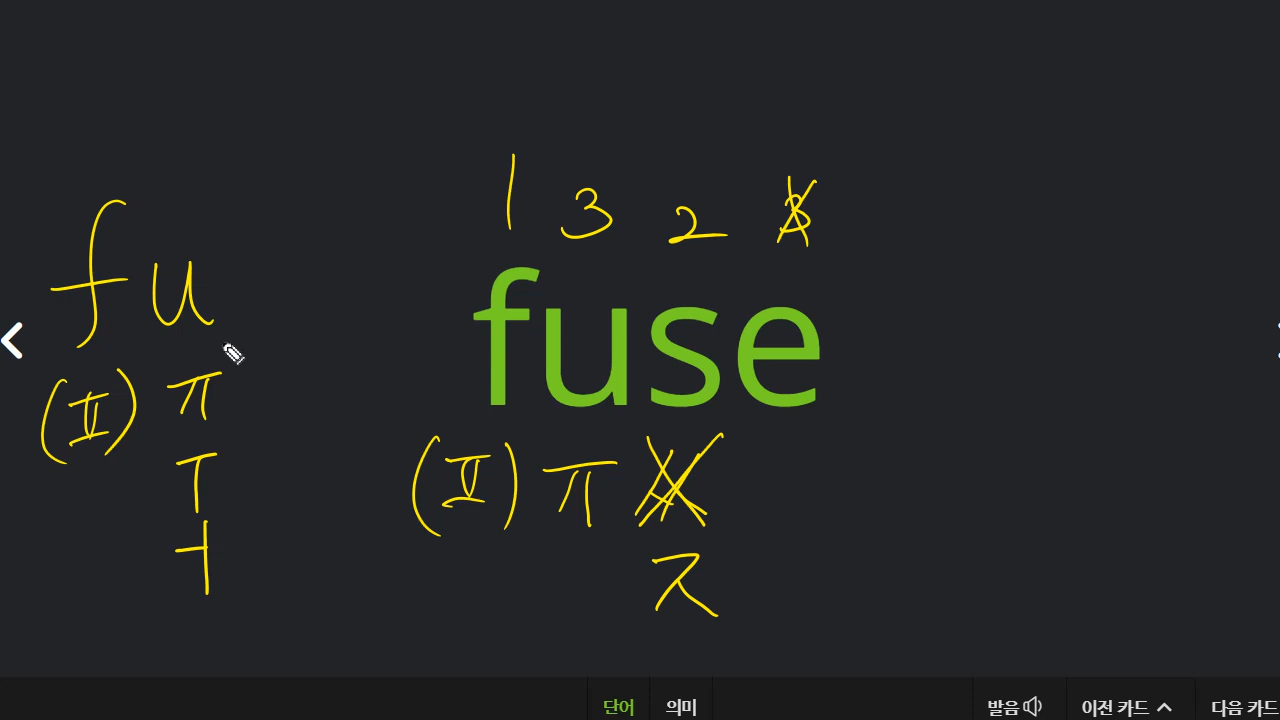 1 3 2 3
fu
fuse
(ㅍ) ㅠ
(ㅍ) ㅠ ㅅ
ㅜ
ㅓ
ㅈ
단어 의미 발음 이전 카드 다음 카드